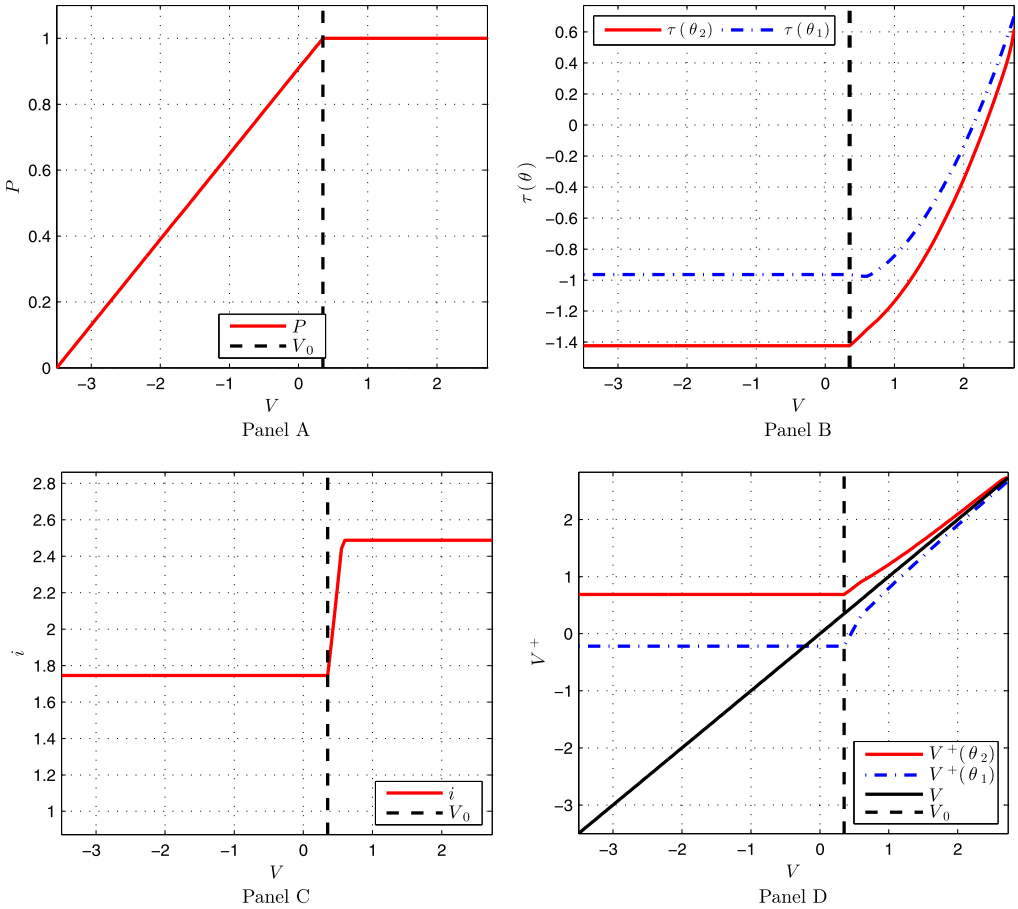 1
0.8
0.6
0.4
0.2
0
P
−3
−2
−1
0
1
2
V
P
V0
Panel A
τ(θ2) τ(θ1)
0.6
0.4
0.2
0
−0.2
−0.4
−0.6
−0.8
−1
−1.2
−1.4
τ(θ)
−3
−2
−1
0
1
2
V
Panel B
2.8
2.6
2.4
2.2
2
1.8
1.6
1.4
1.2
1
i
−3
−2
−1
0
1
2
V
i
V0
Panel C
2
1
0
−1
−2
−3
V+
−3
−2
−1
0
1
2
V
V+(θ2)
V+(θ1)
V
V0
Panel D